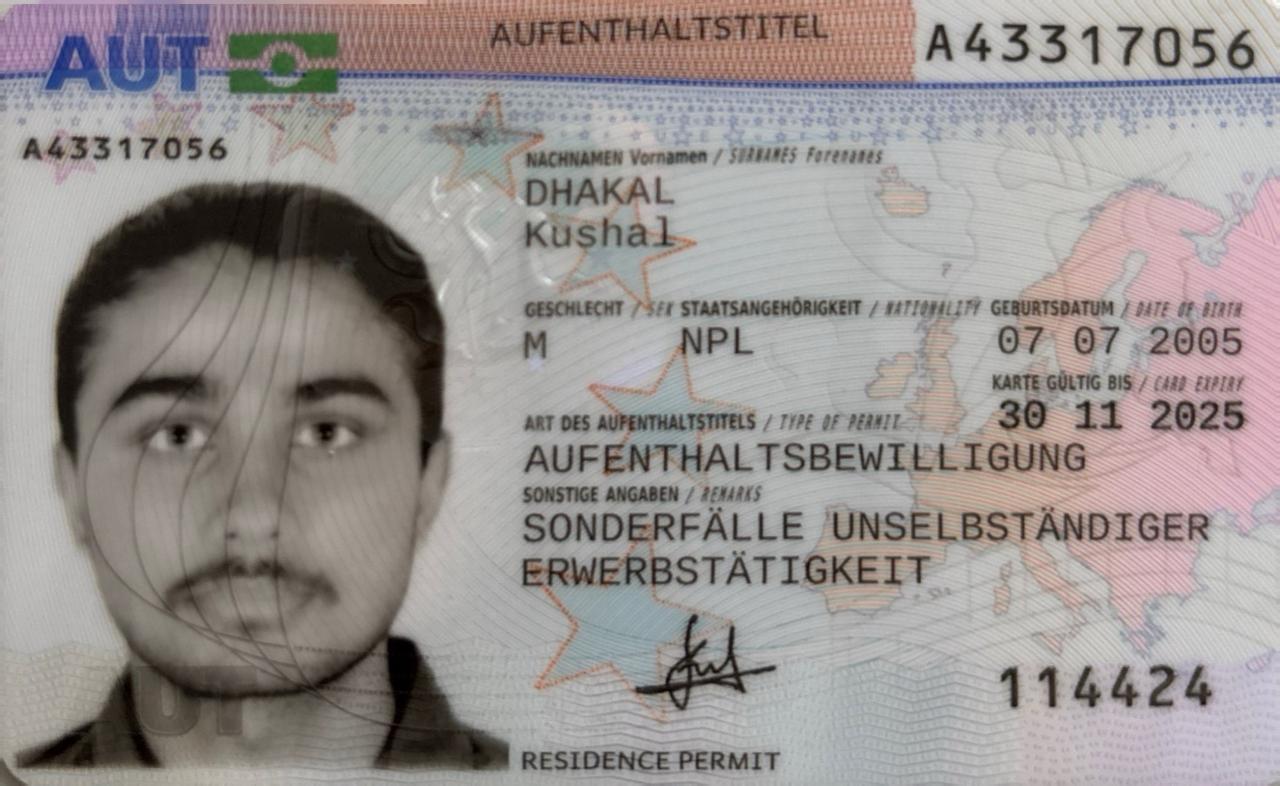 AUT
AUFENTHALTSTITEL
A43317056
A43317056
NACHNAMEN Vornamen / SURNAMES Forenames
DHAKAL
Kushal
GESCHLECHT / SEX STAATSANGEHÖRIGKEIT / NATIONALITY GEBURTSDATUM / DATE OF BIRTH
M NPL 07 07 2005
KARTE GÜLTIG BIS / CARD EXPIRY
30 11 2025
ART DES AUFENTHALTSTITELS / TYPE OF PERMIT
AUFENTHALTSBEWILLIGUNG
SONSTIGE ANGABEN / REMARKS
SONDERFÄLLE UNSELBSTÄNDIGER
ERWERBSTÄTIGKEIT
114424
RESIDENCE PERMIT